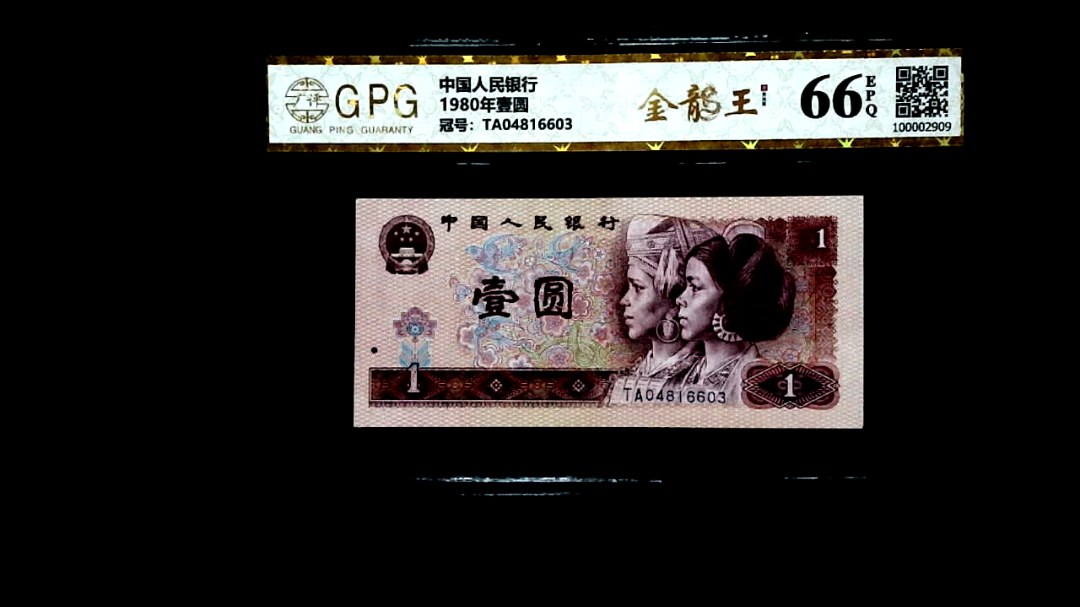 GPG
GUANG PING GUARANTY
中国人民银行
1980年壹圆
冠号：TA04816603
金龍王
66
EPQ
100002909
中国人民银行
1
壹圆
1
TA04816603
1